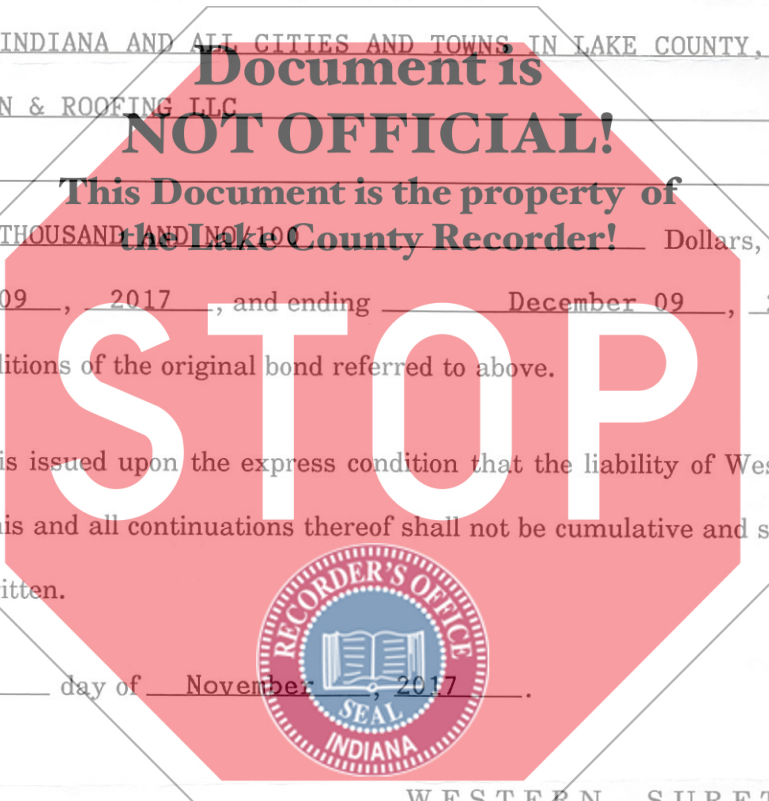 INDIANA AND ALL CITIES AND TOWNS IN LAKE COUNTY,
Document is
N & ROOFING LLC
NOT OFFICIAL!
This Document is the property of
THOUSAND AND NO/100 Dollars,
the Lake County Recorder!
09, 2017, and ending December 09,
ditions of the original bond referred to above.
STOP
is issued upon the express condition that the liability of Wes
his and all continuations thereof shall not be cumulative and s
itten.
RECORDER'S OFFICE
SEAL
INDIANA
day of November, 2017.
WESTERN SURET